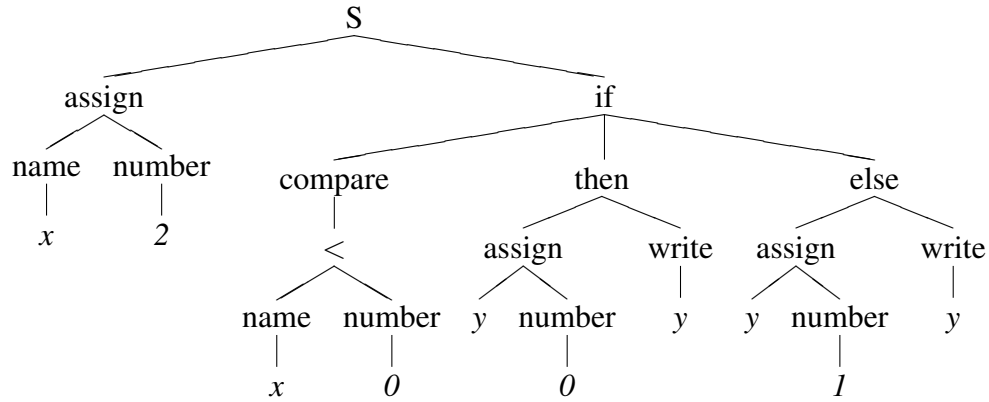 S
assign if
name number compare then else
x 2 < assign write assign write
name number y number y y number y
x 0 0 1